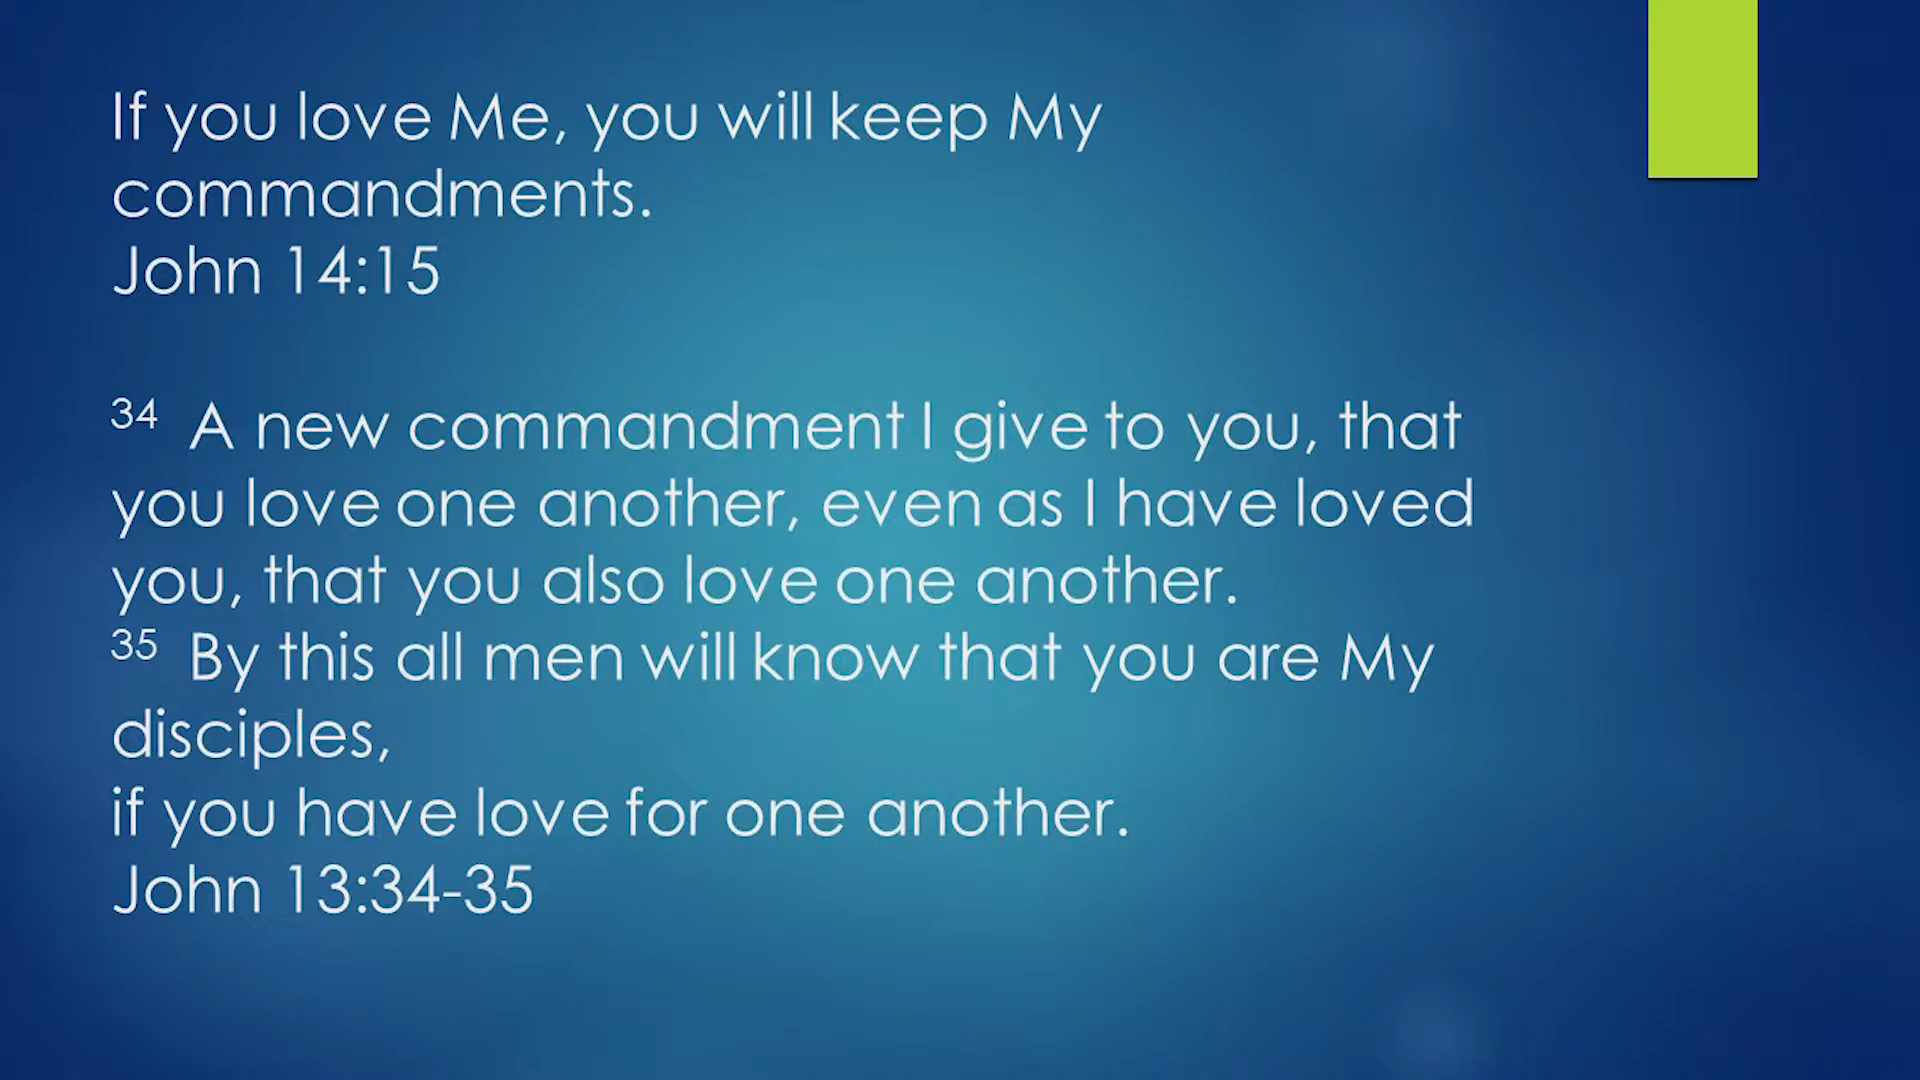 If you love Me, you will keep My
commandments.
John 14:15
34 A new commandment I give to you, that
you love one another, even as I have loved
you, that you also love one another.
35 By this all men will know that you are My
disciples,
if you have love for one another.
John 13:34-35